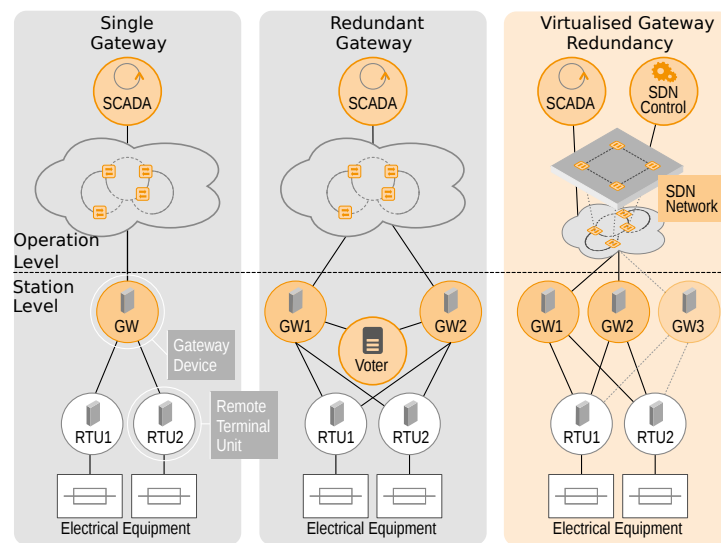 Single
Gateway
SCADA
Operation
Level
Station
Level
GW
Gateway
Device
RTU1
RTU2
Remote
Terminal
Unit
Electrical Equipment
Redundant
Gateway
SCADA
GW1
GW2
Voter
RTU1
RTU2
Electrical Equipment
Virtualised Gateway
Redundancy
SCADA
SDN
Control
SDN
Network
GW1
GW2
GW3
RTU1
RTU2
Electrical Equipment